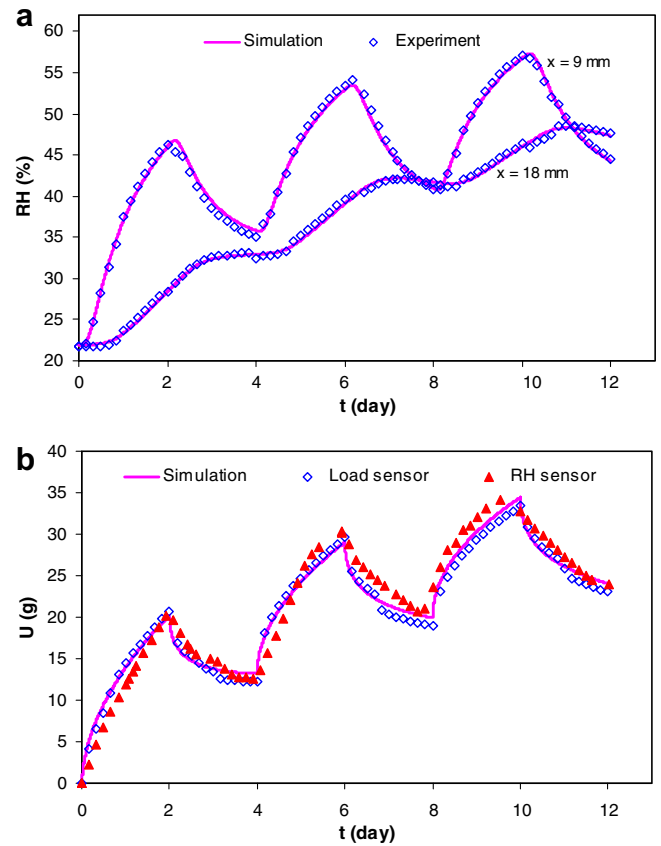 a
60
Simulation Experiment
55
x = 9 mm
50
45
RH (%)
40
x = 18 mm
35
30
25
20
0 2 4 6 8 10 12
t (day)
b
40
Simulation Load sensor RH sensor
35
30
25
U (g)
20
15
10
5
0
0 2 4 6 8 10 12
t (day)